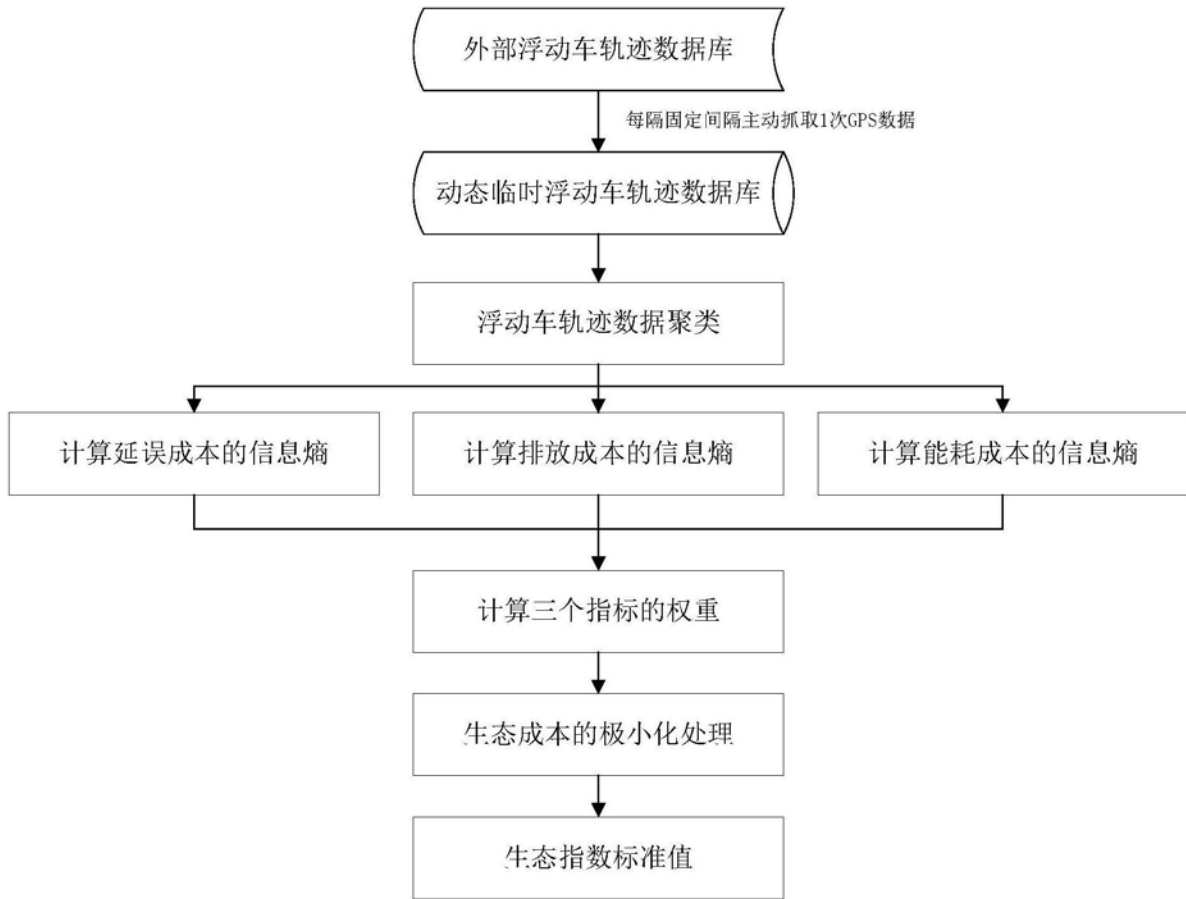 外部浮动车轨迹数据库
每隔固定间隔主动抓取1次GPS数据
动态临时浮动车轨迹数据库
浮动车轨迹数据聚类
计算延误成本的信息熵
计算排放成本的信息熵
计算能耗成本的信息熵
计算三个指标的权重
生态成本的极小化处理
生态指数标准值